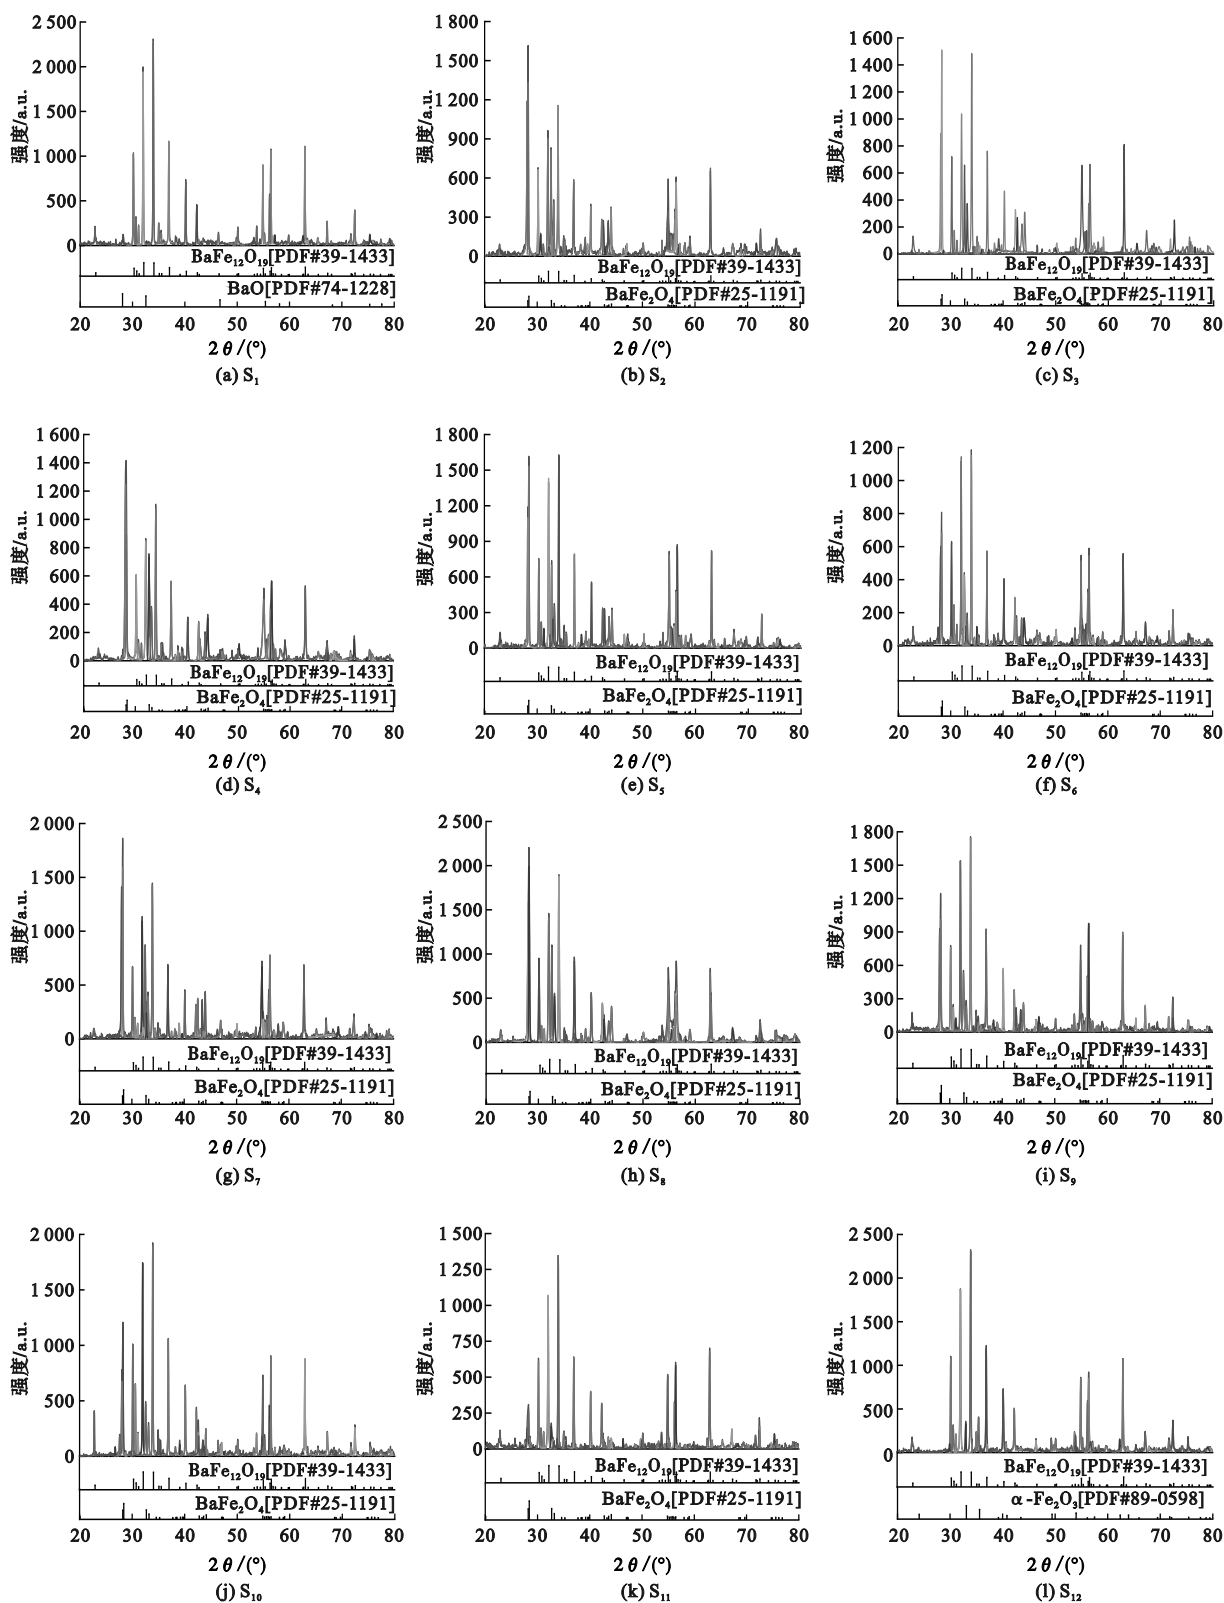 2 500
2 000
1 500
1 000
500
0
强度/a.u.
BaFe₁₂O₁₉[PDF#39-1433]
BaO[PDF#74-1228]
20 30 40 50 60 70 80
2θ/(°)
(a) S₁
1 800
1 500
1 200
900
600
300
0
强度/a.u.
BaFe₁₂O₁₉[PDF#39-1433]
BaFe₂O₄[PDF#25-1191]
20 30 40 50 60 70 80
2θ/(°)
(b) S₂
1 600
1 400
1 200
1 000
800
600
400
200
0
强度/a.u.
BaFe₁₂O₁₉[PDF#39-1433]
BaFe₂O₄[PDF#25-1191]
20 30 40 50 60 70 80
2θ/(°)
(c) S₃
1 600
1 400
1 200
1 000
800
600
400
200
0
强度/a.u.
BaFe₁₂O₁₉[PDF#39-1433]
BaFe₂O₄[PDF#25-1191]
20 30 40 50 60 70 80
2θ/(°)
(d) S₄
1 800
1 500
1 200
900
600
300
0
强度/a.u.
BaFe₁₂O₁₉[PDF#39-1433]
BaFe₂O₄[PDF#25-1191]
20 30 40 50 60 70 80
2θ/(°)
(e) S₅
1 200
1 000
800
600
400
200
0
强度/a.u.
BaFe₁₂O₁₉[PDF#39-1433]
BaFe₂O₄[PDF#25-1191]
20 30 40 50 60 70 80
2θ/(°)
(f) S₆
2 000
1 500
1 000
500
0
强度/a.u.
BaFe₁₂O₁₉[PDF#39-1433]
BaFe₂O₄[PDF#25-1191]
20 30 40 50 60 70 80
2θ/(°)
(g) S₇
2 500
2 000
1 500
1 000
500
0
强度/a.u.
BaFe₁₂O₁₉[PDF#39-1433]
BaFe₂O₄[PDF#25-1191]
20 30 40 50 60 70 80
2θ/(°)
(h) S₈
1 800
1 500
1 200
900
600
300
0
强度/a.u.
BaFe₁₂O₁₉[PDF#39-1433]
BaFe₂O₄[PDF#25-1191]
20 30 40 50 60 70 80
2θ/(°)
(i) S₉
2 000
1 500
1 000
500
0
强度/a.u.
BaFe₁₂O₁₉[PDF#39-1433]
BaFe₂O₄[PDF#25-1191]
20 30 40 50 60 70 80
2θ/(°)
(j) S₁₀
1 500
1 250
1 000
750
500
250
0
强度/a.u.
BaFe₁₂O₁₉[PDF#39-1433]
BaFe₂O₄[PDF#25-1191]
20 30 40 50 60 70 80
2θ/(°)
(k) S₁₁
2 500
2 000
1 500
1 000
500
0
强度/a.u.
BaFe₁₂O₁₉[PDF#39-1433]
α-Fe₂O₃[PDF#89-0598]
20 30 40 50 60 70 80
2θ/(°)
(l) S₁₂